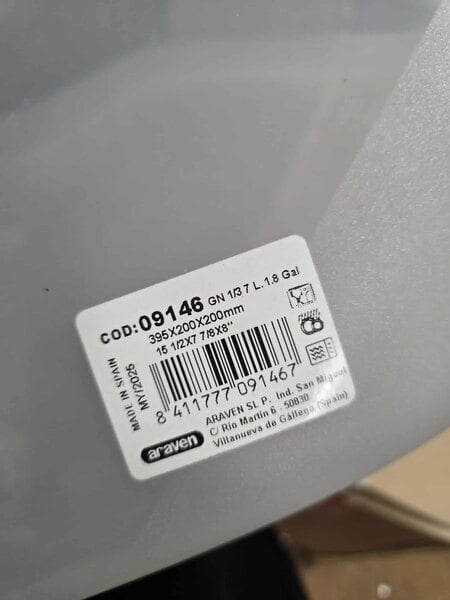 COD: 09146 GN 1/3 7 L. 1.8 Gal
395X200X200mm
15 1/2X7 7/8X8"
MADE IN SPAIN
MY/2025
8 411777 091467
araven
ARAVEN SL P. Ind. San Miguel
C/ Río Martín 6 - 50830
Villanueva de Gállego (Spain)